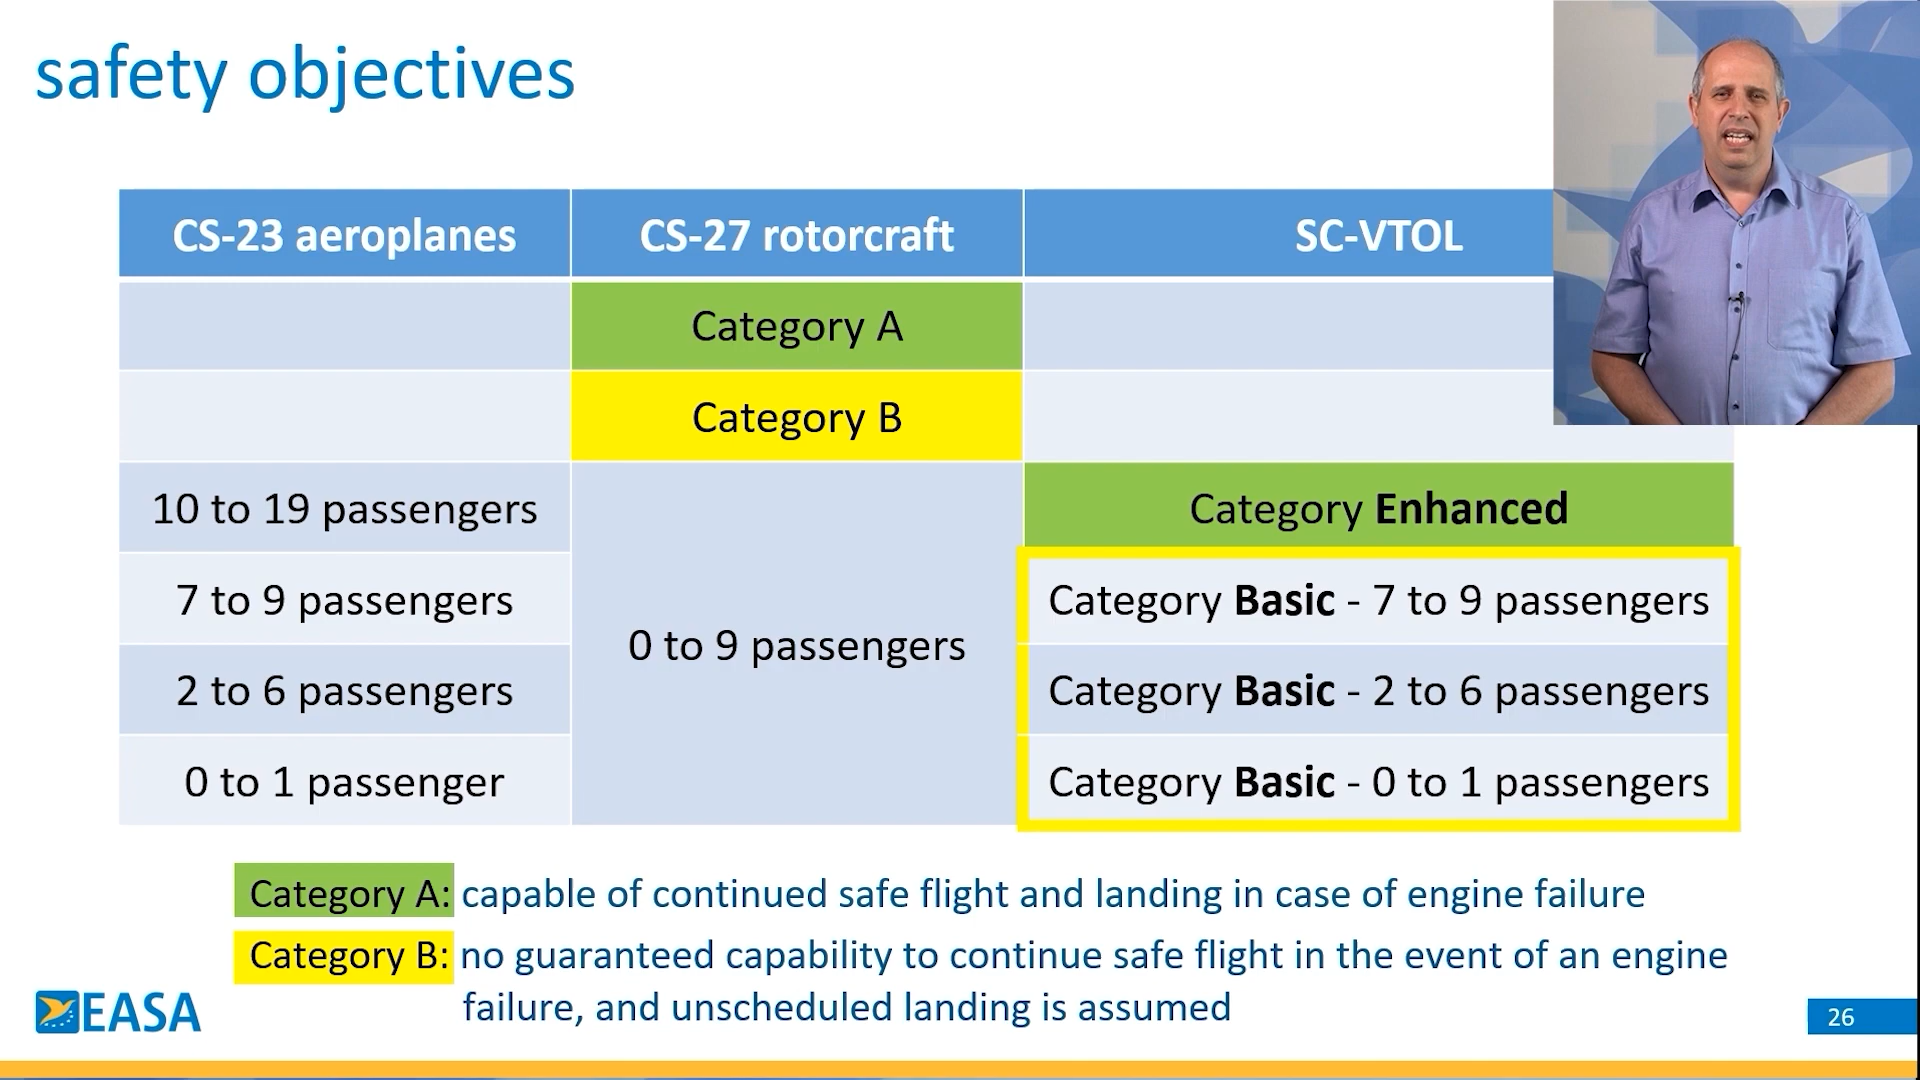 safety objectives
CS-23 aeroplanes
CS-27 rotorcraft
SC-VTOL
Category A
Category B
10 to 19 passengers
Category Enhanced
7 to 9 passengers
0 to 9 passengers
Category Basic - 7 to 9 passengers
2 to 6 passengers
Category Basic - 2 to 6 passengers
0 to 1 passenger
Category Basic - 0 to 1 passengers
Category A: capable of continued safe flight and landing in case of engine failure
Category B: no guaranteed capability to continue safe flight in the event of an engine
failure, and unscheduled landing is assumed
EASA
26